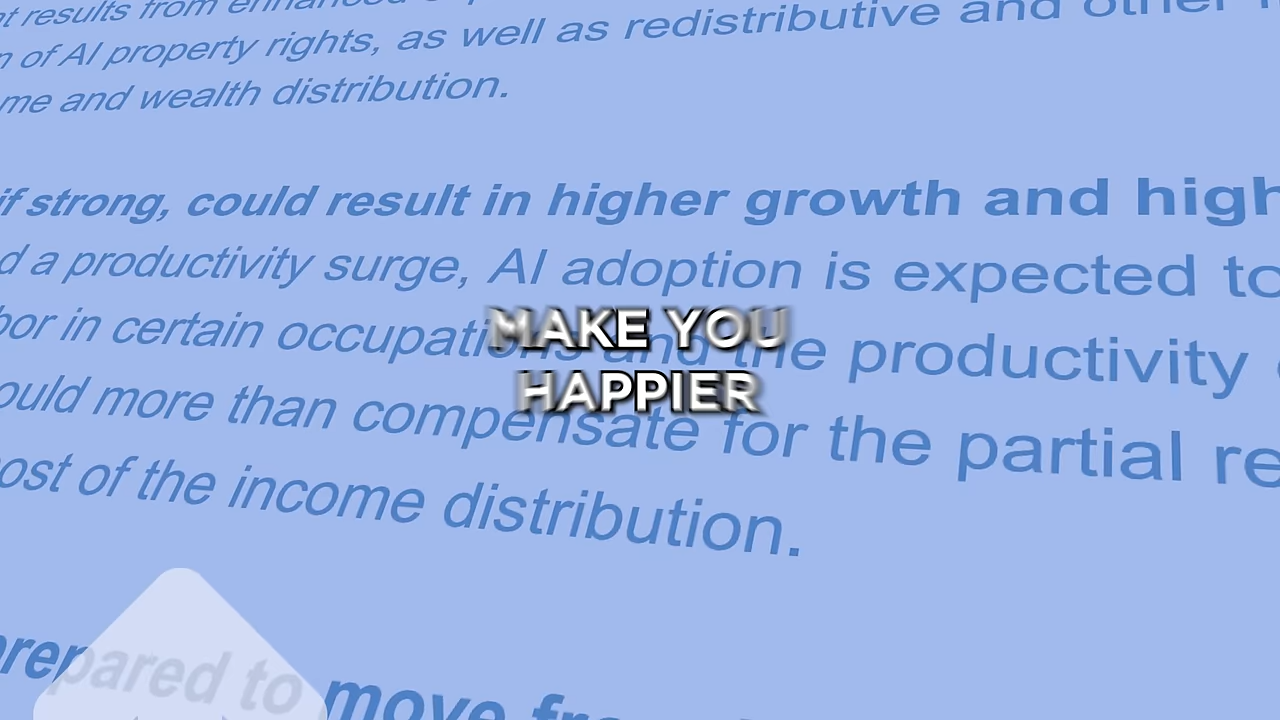 results from enhanced
of AI property rights, as well as redistributive and other
me and wealth distribution.
if strong, could result in higher growth and high
d a productivity surge, AI adoption is expected to
bor in certain occupations and the productivity
MAKE YOU
HAPPIER
ould more than compensate for the partial re
ost of the income distribution.
prepared to move